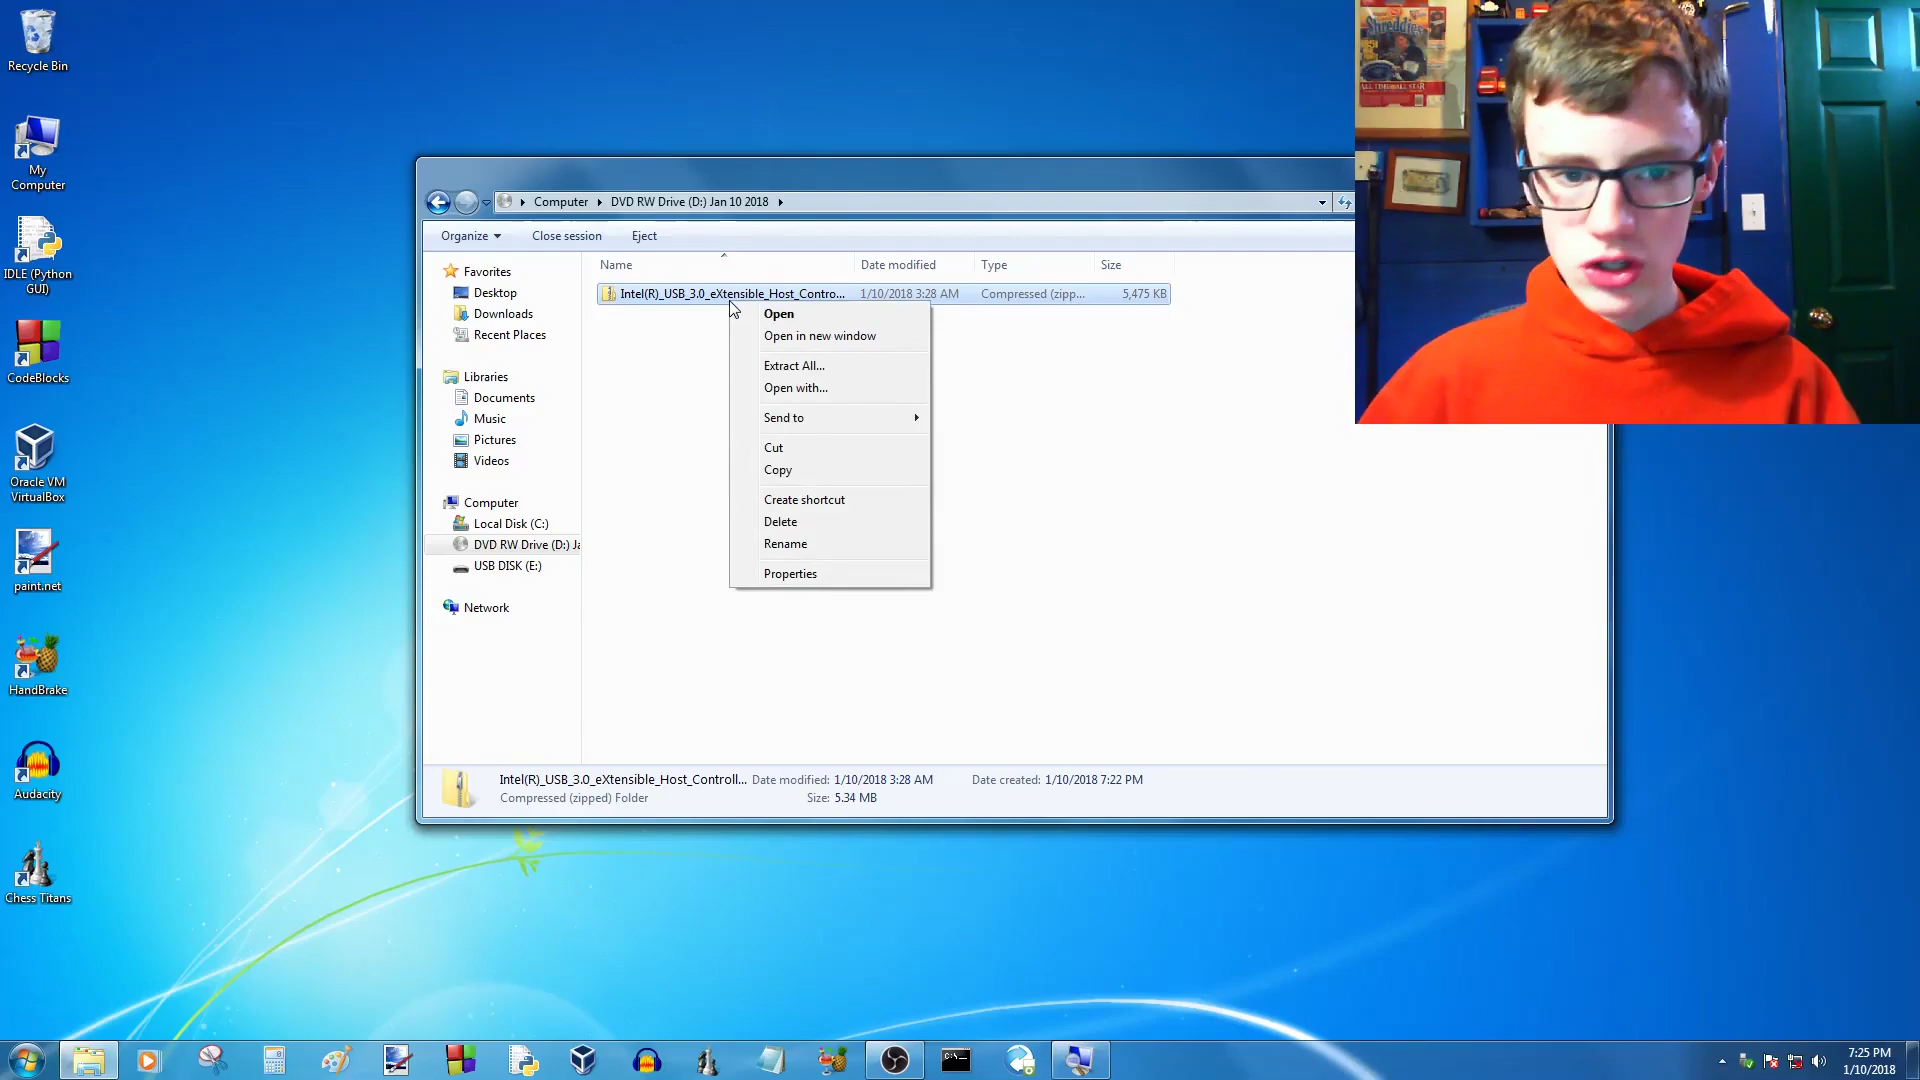 Recycle Bin
My
Computer
IDLE (Python
GUI)
CodeBlocks
Oracle VM
VirtualBox
paint.net
HandBrake
Audacity
Chess Titans
Computer
DVD RW Drive (D:) Jan 10 2018
Organize
Close session
Eject
Favorites
Desktop
Downloads
Recent Places
Libraries
Documents
Music
Pictures
Videos
Computer
Local Disk (C:)
DVD RW Drive (D:) Ja
USB DISK (E:)
Network
Name
Date modified
Type
Size
Intel(R)_USB_3.0_eXtensible_Host_Contro...
1/10/2018 3:28 AM
Compressed (zipp...
5,475 KB
Open
Open in new window
Extract All...
Open with...
Send to
Cut
Copy
Create shortcut
Delete
Rename
Properties
Intel(R)_USB_3.0_eXtensible_Host_Controll...
Date modified: 1/10/2018 3:28 AM
Date created: 1/10/2018 7:22 PM
Compressed (zipped) Folder
Size: 5.34 MB
Shreddies
ALL TIME ALL STAR
C:\_
7:25 PM
1/10/2018